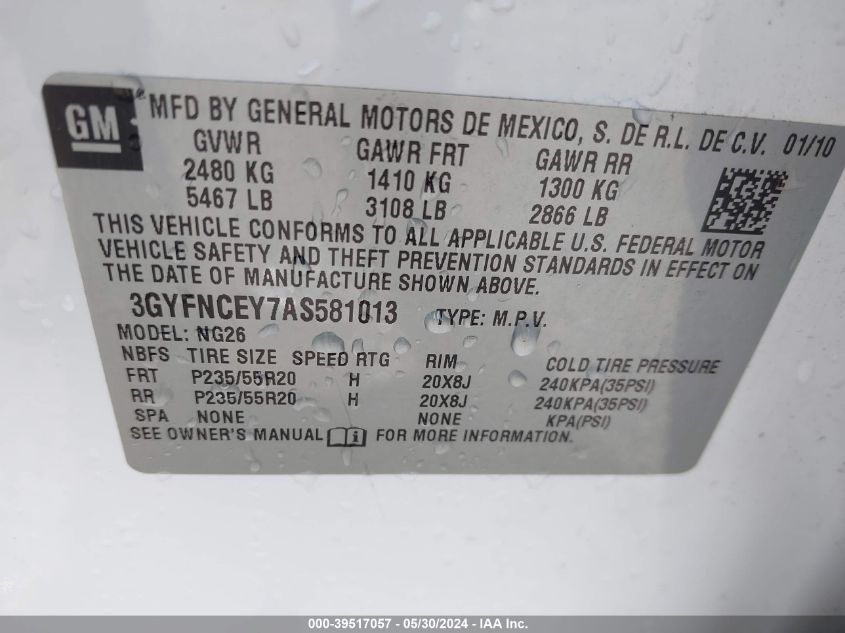 GM MFD BY GENERAL MOTORS DE MEXICO, S. DE R.L. DE C.V. 01/10
GVWR GAWR FRT GAWR RR
2480 KG 1410 KG 1300 KG
5467 LB 3108 LB 2866 LB
THIS VEHICLE CONFORMS TO ALL APPLICABLE U.S. FEDERAL MOTOR
VEHICLE SAFETY AND THEFT PREVENTION STANDARDS IN EFFECT ON
THE DATE OF MANUFACTURE SHOWN ABOVE.
3GYFNCEY7AS581013 TYPE: M.P.V.
MODEL: NG26
NBFS TIRE SIZE SPEED RTG RIM COLD TIRE PRESSURE
FRT P235/55R20 H 20X8J 240KPA(35PSI)
RR P235/55R20 H 20X8J 240KPA(35PSI)
SPA NONE NONE KPA(PSI)
SEE OWNER'S MANUAL i FOR MORE INFORMATION.
000-39517057 - 05/30/2024 - IAA Inc.